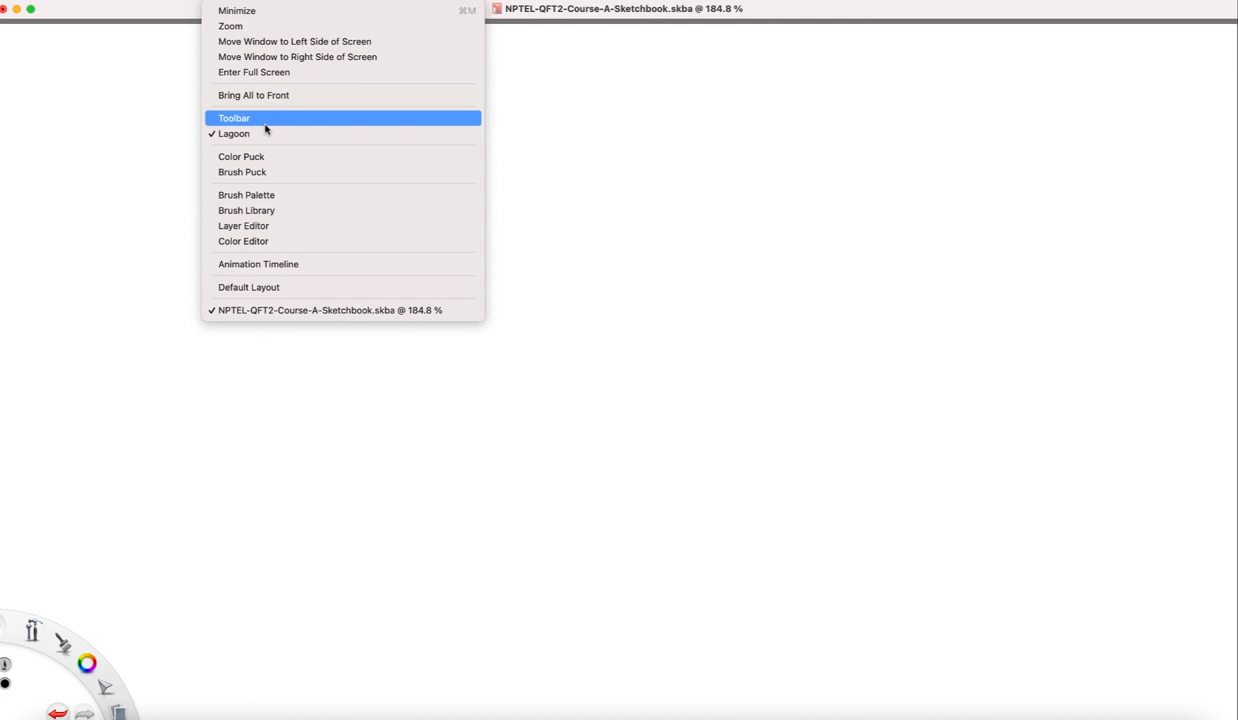 NPTEL-QFT2-Course-A-Sketchbook.skba @ 184.8 %
Minimize ⌘M
Zoom
Move Window to Left Side of Screen
Move Window to Right Side of Screen
Enter Full Screen
Bring All to Front
Toolbar
✓ Lagoon
Color Puck
Brush Puck
Brush Palette
Brush Library
Layer Editor
Color Editor
Animation Timeline
Default Layout
✓ NPTEL-QFT2-Course-A-Sketchbook.skba @ 184.8 %